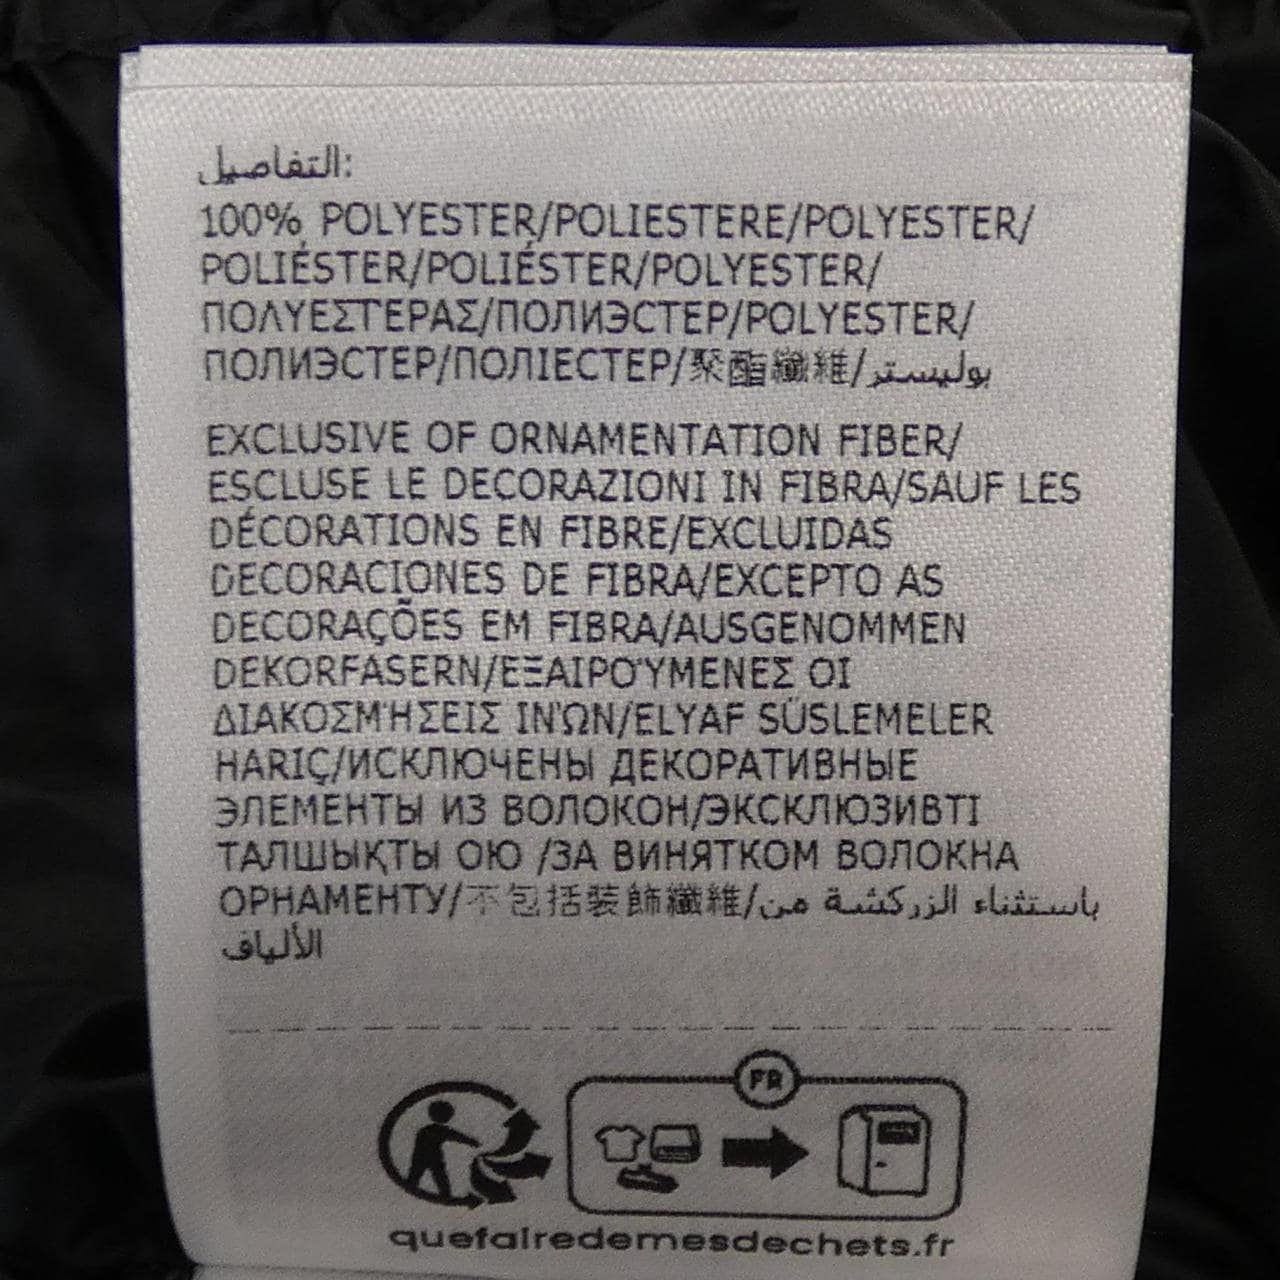 التفاصيل:
100% POLYESTER/POLIESTERE/POLYESTER/
POLIÉSTER/POLIÉSTER/POLYESTER/
ΠΟΛΥΕΣΤΕΡΑΣ/ПОЛИЭСТЕР/POLYESTER/
ПОЛИЭСТЕР/ПОЛІЕСТЕР/聚酯纖維/بوليستر
EXCLUSIVE OF ORNAMENTATION FIBER/
ESCLUSE LE DECORAZIONI IN FIBRA/SAUF LES
DÉCORATIONS EN FIBRE/EXCLUIDAS
DECORACIONES DE FIBRA/EXCEPTO AS
DECORAÇÕES EM FIBRA/AUSGENOMMEN
DEKORFASERN/ΕΞΑΙΡΟΎΜΕΝΕΣ ΟΙ
ΔΙΑΚΟΣΜΉΣΕΙΣ ΙΝΏΝ/ELYAF SÜSLEMELER
HARIÇ/ИСКЛЮЧЕНЫ ДЕКОРАТИВНЫЕ
ЭЛЕМЕНТЫ ИЗ ВОЛОКОН/ЭКСКЛЮЗИВТІ
ТАЛШЫҚТЫ ОЮ /ЗА ВИНЯТКОМ ВОЛОКНА
ОРНАМЕНТУ/不包括裝飾纖維/باستثناء الزركشة من
الألياف
FR
quefairedemesdechets.fr